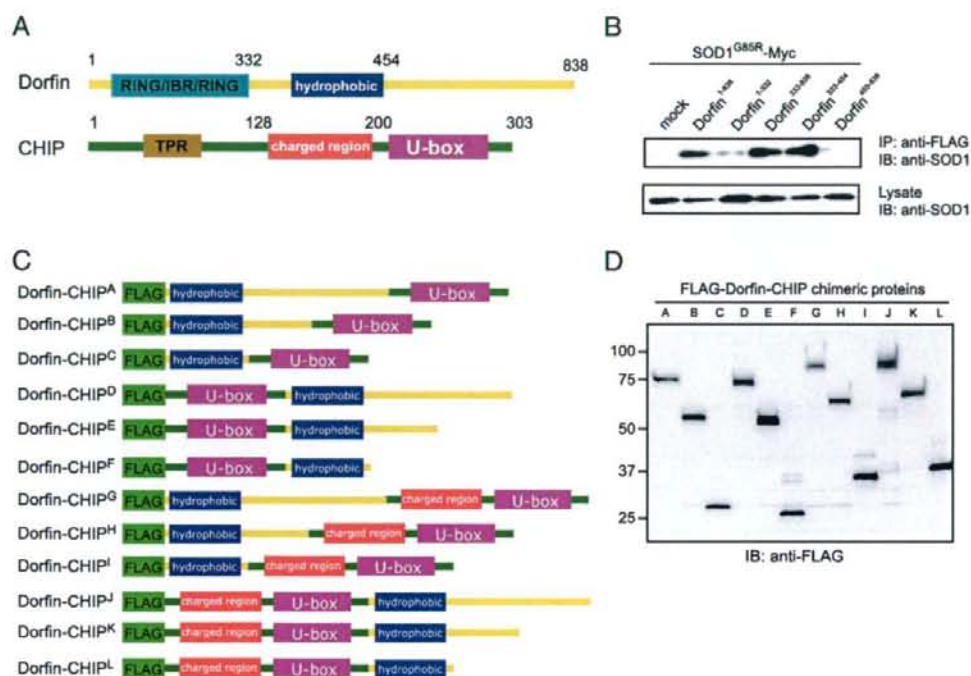 A
1 332 454 838
Dorfin RING/IBR/RING hydrophobic
1 128 200 303
CHIP TPR charged region U-box
B
SOD1G85R-Myc
mock Dorfin1-838 Dorfin1-332 Dorfin333-838 Dorfin333-454
IP: anti-FLAG
IB: anti-SOD1
Lysate
IB: anti-SOD1
C
Dorfin-CHIPA FLAG hydrophobic U-box
Dorfin-CHIPB FLAG hydrophobic U-box
Dorfin-CHIPC FLAG hydrophobic U-box
Dorfin-CHIPD FLAG U-box hydrophobic
Dorfin-CHIPE FLAG U-box hydrophobic
Dorfin-CHIPF FLAG U-box hydrophobic
Dorfin-CHIPG FLAG hydrophobic charged region U-box
Dorfin-CHIPH FLAG hydrophobic charged region U-box
Dorfin-CHIPI FLAG hydrophobic charged region U-box
Dorfin-CHIPJ FLAG charged region U-box hydrophobic
Dorfin-CHIPK FLAG charged region U-box hydrophobic
Dorfin-CHIPL FLAG charged region U-box hydrophobic
D
FLAG-Dorfin-CHIP chimeric proteins
A B C D E F G H I J K L
100
75
50
37
25
IB: anti-FLAG